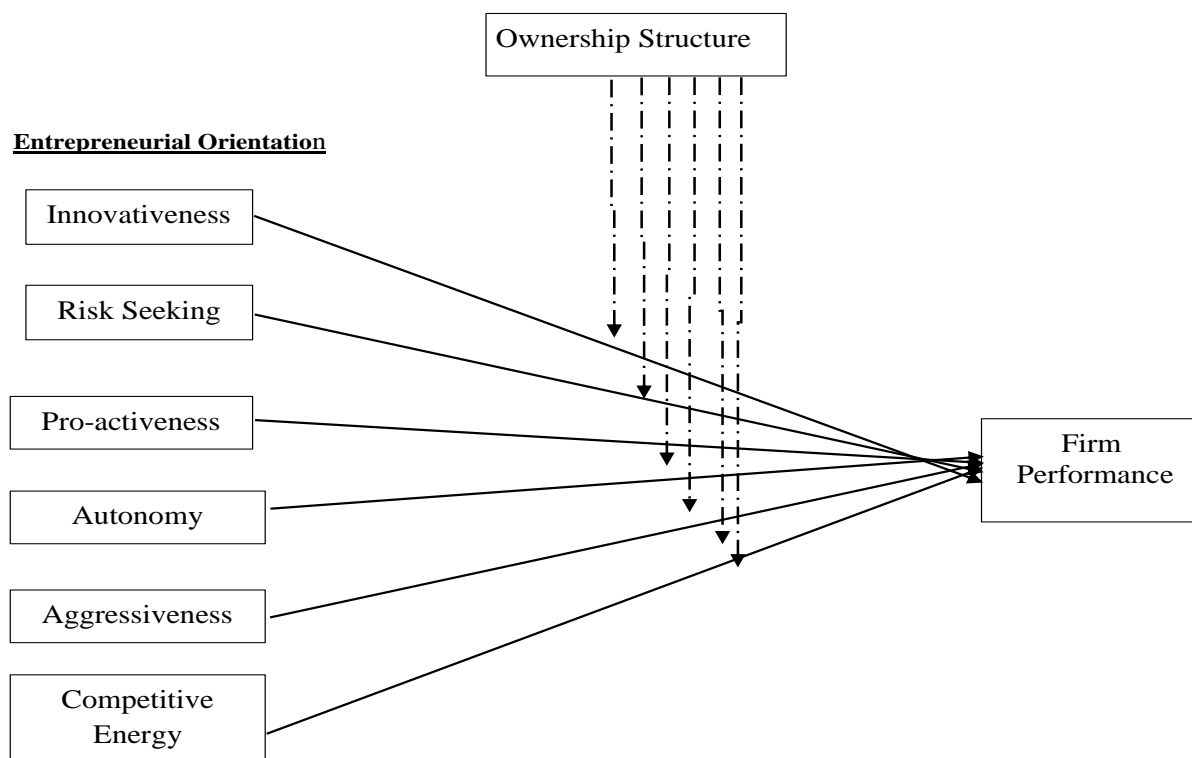 Ownership Structure
Entrepreneurial Orientation
Innovativeness
Risk Seeking
Pro-activeness
Autonomy
Aggressiveness
Competitive
Energy
Firm
Performance